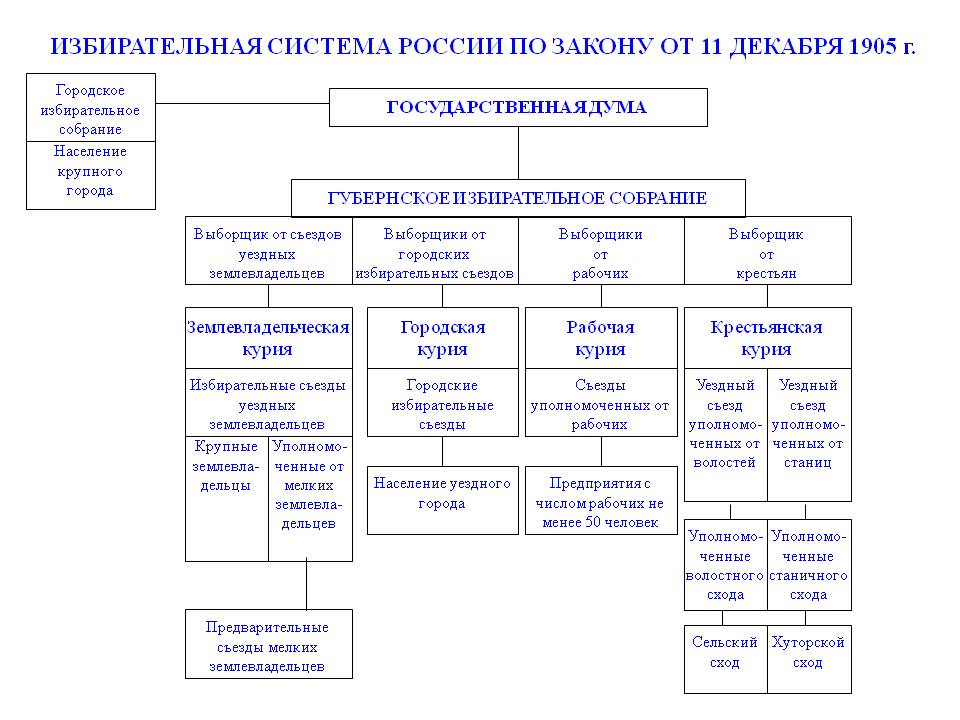 ИЗБИРАТЕЛЬНАЯ СИСТЕМА РОССИИ ПО ЗАКОНУ ОТ 11 ДЕКАБРЯ 1905 г.
Городское
избирательное
собрание
Население
крупного
города
ГОСУДАРСТВЕННАЯ ДУМА
ГУБЕРНСКОЕ ИЗБИРАТЕЛЬНОЕ СОБРАНИЕ
Выборщик от съездов
уездных
землевладельцев
Выборщики от
городских
избирательных съездов
Выборщики
от
рабочих
Выборщик
от
крестьян
Землевладельческая
курия
Городская
курия
Рабочая
курия
Крестьянская
курия
Избирательные съезды
уездных
землевладельцев
Городские
избирательные
съезды
Съезды
уполномоченных от
рабочих
Уездный
съезд
уполномо-
ченных от
волостей
Уездный
съезд
уполномо-
ченных от
станиц
Крупные
землевла-
дельцы
Уполномо-
ченные от
мелких
землевла-
дельцев
Население уездного
города
Предприятия с
числом рабочих не
менее 50 человек
Уполномо-
ченные
волостного
схода
Уполномо-
ченные
станичного
схода
Предварительные
съезды мелких
землевладельцев
Сельский
сход
Хуторской
сход